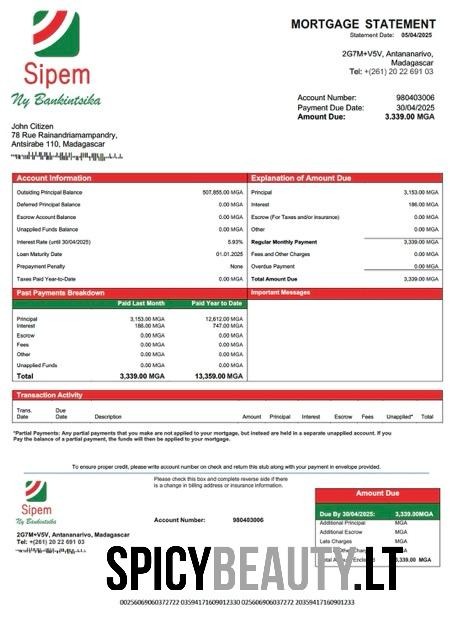 MORTGAGE STATEMENT
Statement Date: 05/04/2025
Sipem
Ny Bankintsika
2G7M+V5V, Antananarivo,
Madagascar
Tel: +(261) 20 22 691 03
Account Number: 980403006
Payment Due Date: 30/04/2025
Amount Due: 3.339.00 MGA
John Citizen
78 Rue Rainandriamampandry,
Antsirabe 110, Madagascar
Account Information
Outsiding Principal Balance 507,855.00 MGA
Deferred Principal Balance 0.00 MGA
Escrow Account Balance 0.00 MGA
Unapplied Funds Balance 0.00 MGA
Interest Rate (until 30/04/2025) 5.93%
Loan Maturity Date 01.01.2025
Prepayment Penalty None
Taxes Paid Year-to-Date 0.00 MGA
Explanation of Amount Due
Principal 3,153.00 MGA
Interest 186.00 MGA
Escrow (For Taxes and/or insurance) 0.00 MGA
Other 0.00 MGA
Regular Monthly Payment 3,339.00 MGA
Fees and Other Charges 0.00 MGA
Overdue Payment 0.00 MGA
Total Amount Due 3,339.00 MGA
Past Payments Breakdown
Paid Last Month Paid Year to Date
Principal 3,153.00 MGA 12,612.00 MGA
Interest 186.00 MGA 747.00 MGA
Escrow 0.00 MGA 0.00 MGA
Fees 0.00 MGA 0.00 MGA
Other 0.00 MGA 0.00 MGA
Unapplied Funds 0.00 MGA 0.00 MGA
Total 3,339.00 MGA 13,359.00 MGA
Important Messages
Transaction Activity
Trans. Date Due Date Description Amount Principal Interest Escrow Fees Unapplied* Total
*Partial Payments: Any partial payments that you make are not applied to your mortgage, but instead are held in a separate unapplied account. If you
Pay the balance of a partial payment, the funds will then be applied to your mortgage.
To ensure proper credit, please write account number on check and return this stub along with your payment in envelope provided.
Sipem
Ny Bankintsika
2G7M+V5V, Antananarivo, Madagascar
Tel: +(261) 20 22 691 03
Please check this box and complete reverse side if there
is a change in billing address or insurance information.
Account Number: 980403006
Amount Due
Due By 30/04/2025: 3,339.00MGA
Additional Principal MGA
Additional Escrow MGA
Late Charges MGA
MGA
MGA
SPICYBEAUTY.LT
00256069060372722 0359417160901233​0 0256069060372722 0359417160901233